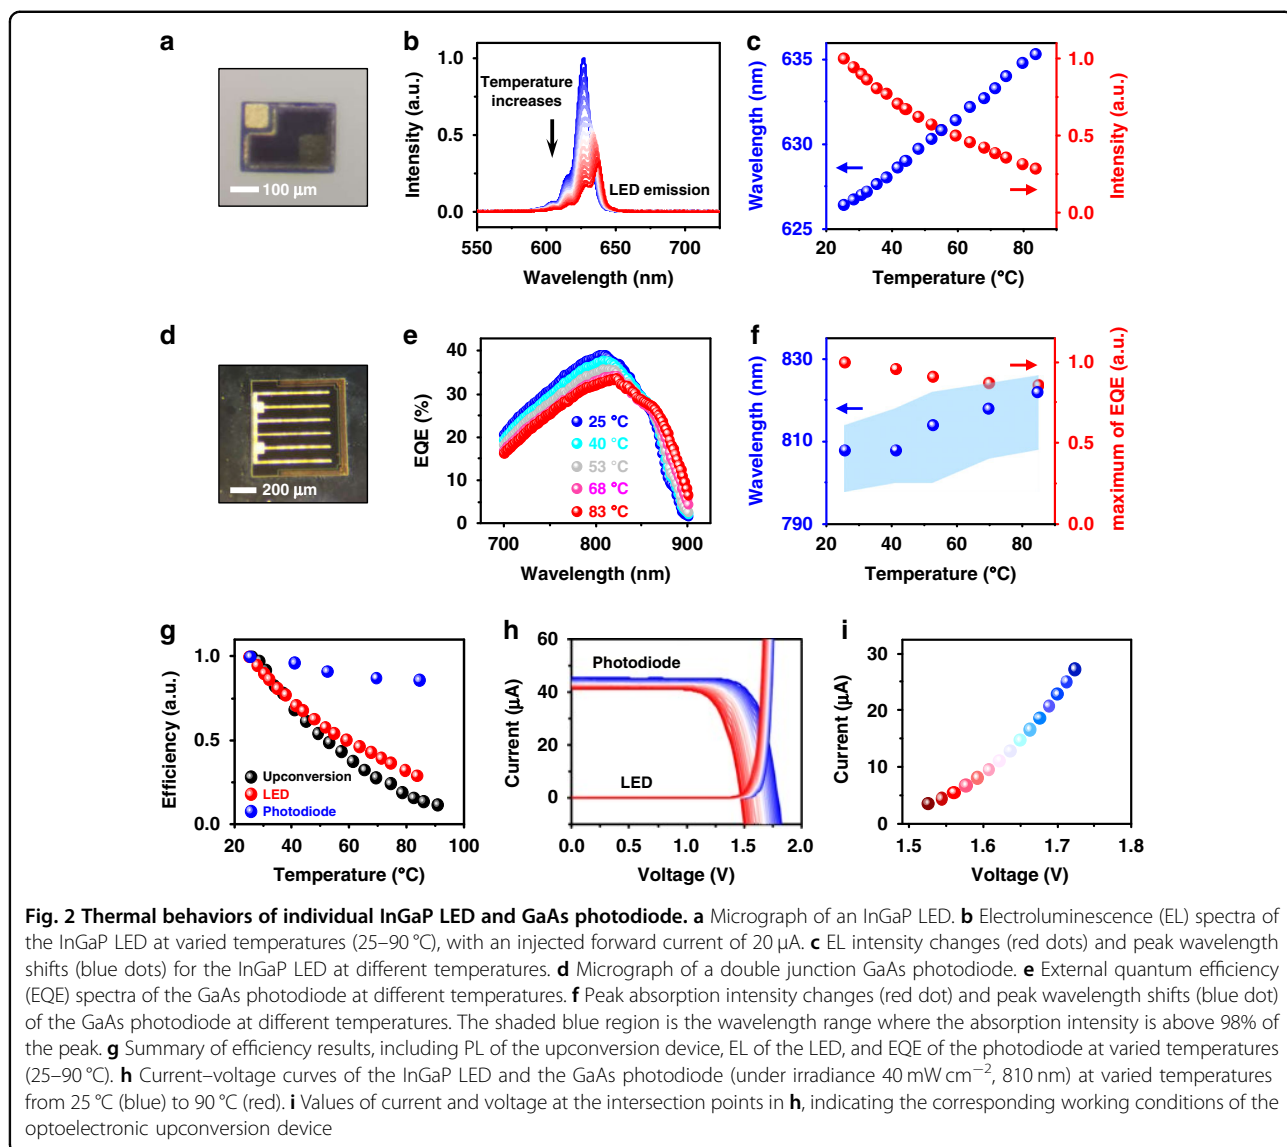 a
100 µm
b
Intensity (a.u.)
1.0
0.5
0.0
Temperature
increases
LED emission
550
600
650
700
Wavelength (nm)
c
Wavelength (nm)
635
630
625
1.0
0.5
0.0
Intensity (a.u.)
20
40
60
80
Temperature (°C)
d
200 µm
e
EQE (%)
40
30
20
10
0
25 °C
40 °C
53 °C
68 °C
83 °C
700
800
900
Wavelength (nm)
f
Wavelength (nm)
830
810
790
1.0
0.5
0.0
maximum of EQE (a.u.)
20
40
60
80
Temperature (°C)
g
Efficiency (a.u.)
1.0
0.5
0.0
Upconversion
LED
Photodiode
20
40
60
80
100
Temperature (°C)
h
Current (µA)
60
40
20
0
Photodiode
LED
0.0
0.5
1.0
1.5
2.0
Voltage (V)
i
Current (µA)
30
20
10
0
1.5
1.6
1.7
1.8
Voltage (V)
Fig. 2 Thermal behaviors of individual InGaP LED and GaAs photodiode. a Micrograph of an InGaP LED. b Electroluminescence (EL) spectra of
the InGaP LED at varied temperatures (25–90 °C), with an injected forward current of 20 µA. c EL intensity changes (red dots) and peak wavelength
shifts (blue dots) for the InGaP LED at different temperatures. d Micrograph of a double junction GaAs photodiode. e External quantum efficiency
(EQE) spectra of the GaAs photodiode at different temperatures. f Peak absorption intensity changes (red dot) and peak wavelength shifts (blue dot)
of the GaAs photodiode at different temperatures. The shaded blue region is the wavelength range where the absorption intensity is above 98% of
the peak. g Summary of efficiency results, including PL of the upconversion device, EL of the LED, and EQE of the photodiode at varied temperatures
(25–90 °C). h Current–voltage curves of the InGaP LED and the GaAs photodiode (under irradiance 40 mW cm⁻², 810 nm) at varied temperatures
from 25 °C (blue) to 90 °C (red). i Values of current and voltage at the intersection points in h, indicating the corresponding working conditions of the
optoelectronic upconversion device